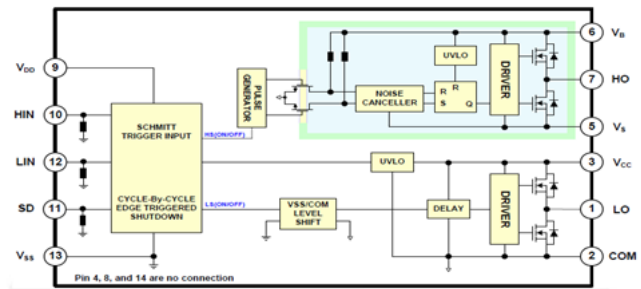 VDD 9
HIN 10
LIN 12
SD 11
VSS 13
SCHMITT
TRIGGER INPUT
CYCLE-By-CYCLE
EDGE TRIGGERED
SHUTDOWN
HS(ON/OFF)
LS(ON/OFF)
PULSE
GENERATOR
NOISE
CANCELLER
UVLO
R
R
S Q
DRIVER
UVLO
VSS/COM
LEVEL
SHIFT
DELAY
DRIVER
6 VB
7 HO
5 VS
3 VCC
1 LO
2 COM
Pin 4, 8, and 14 are no connection